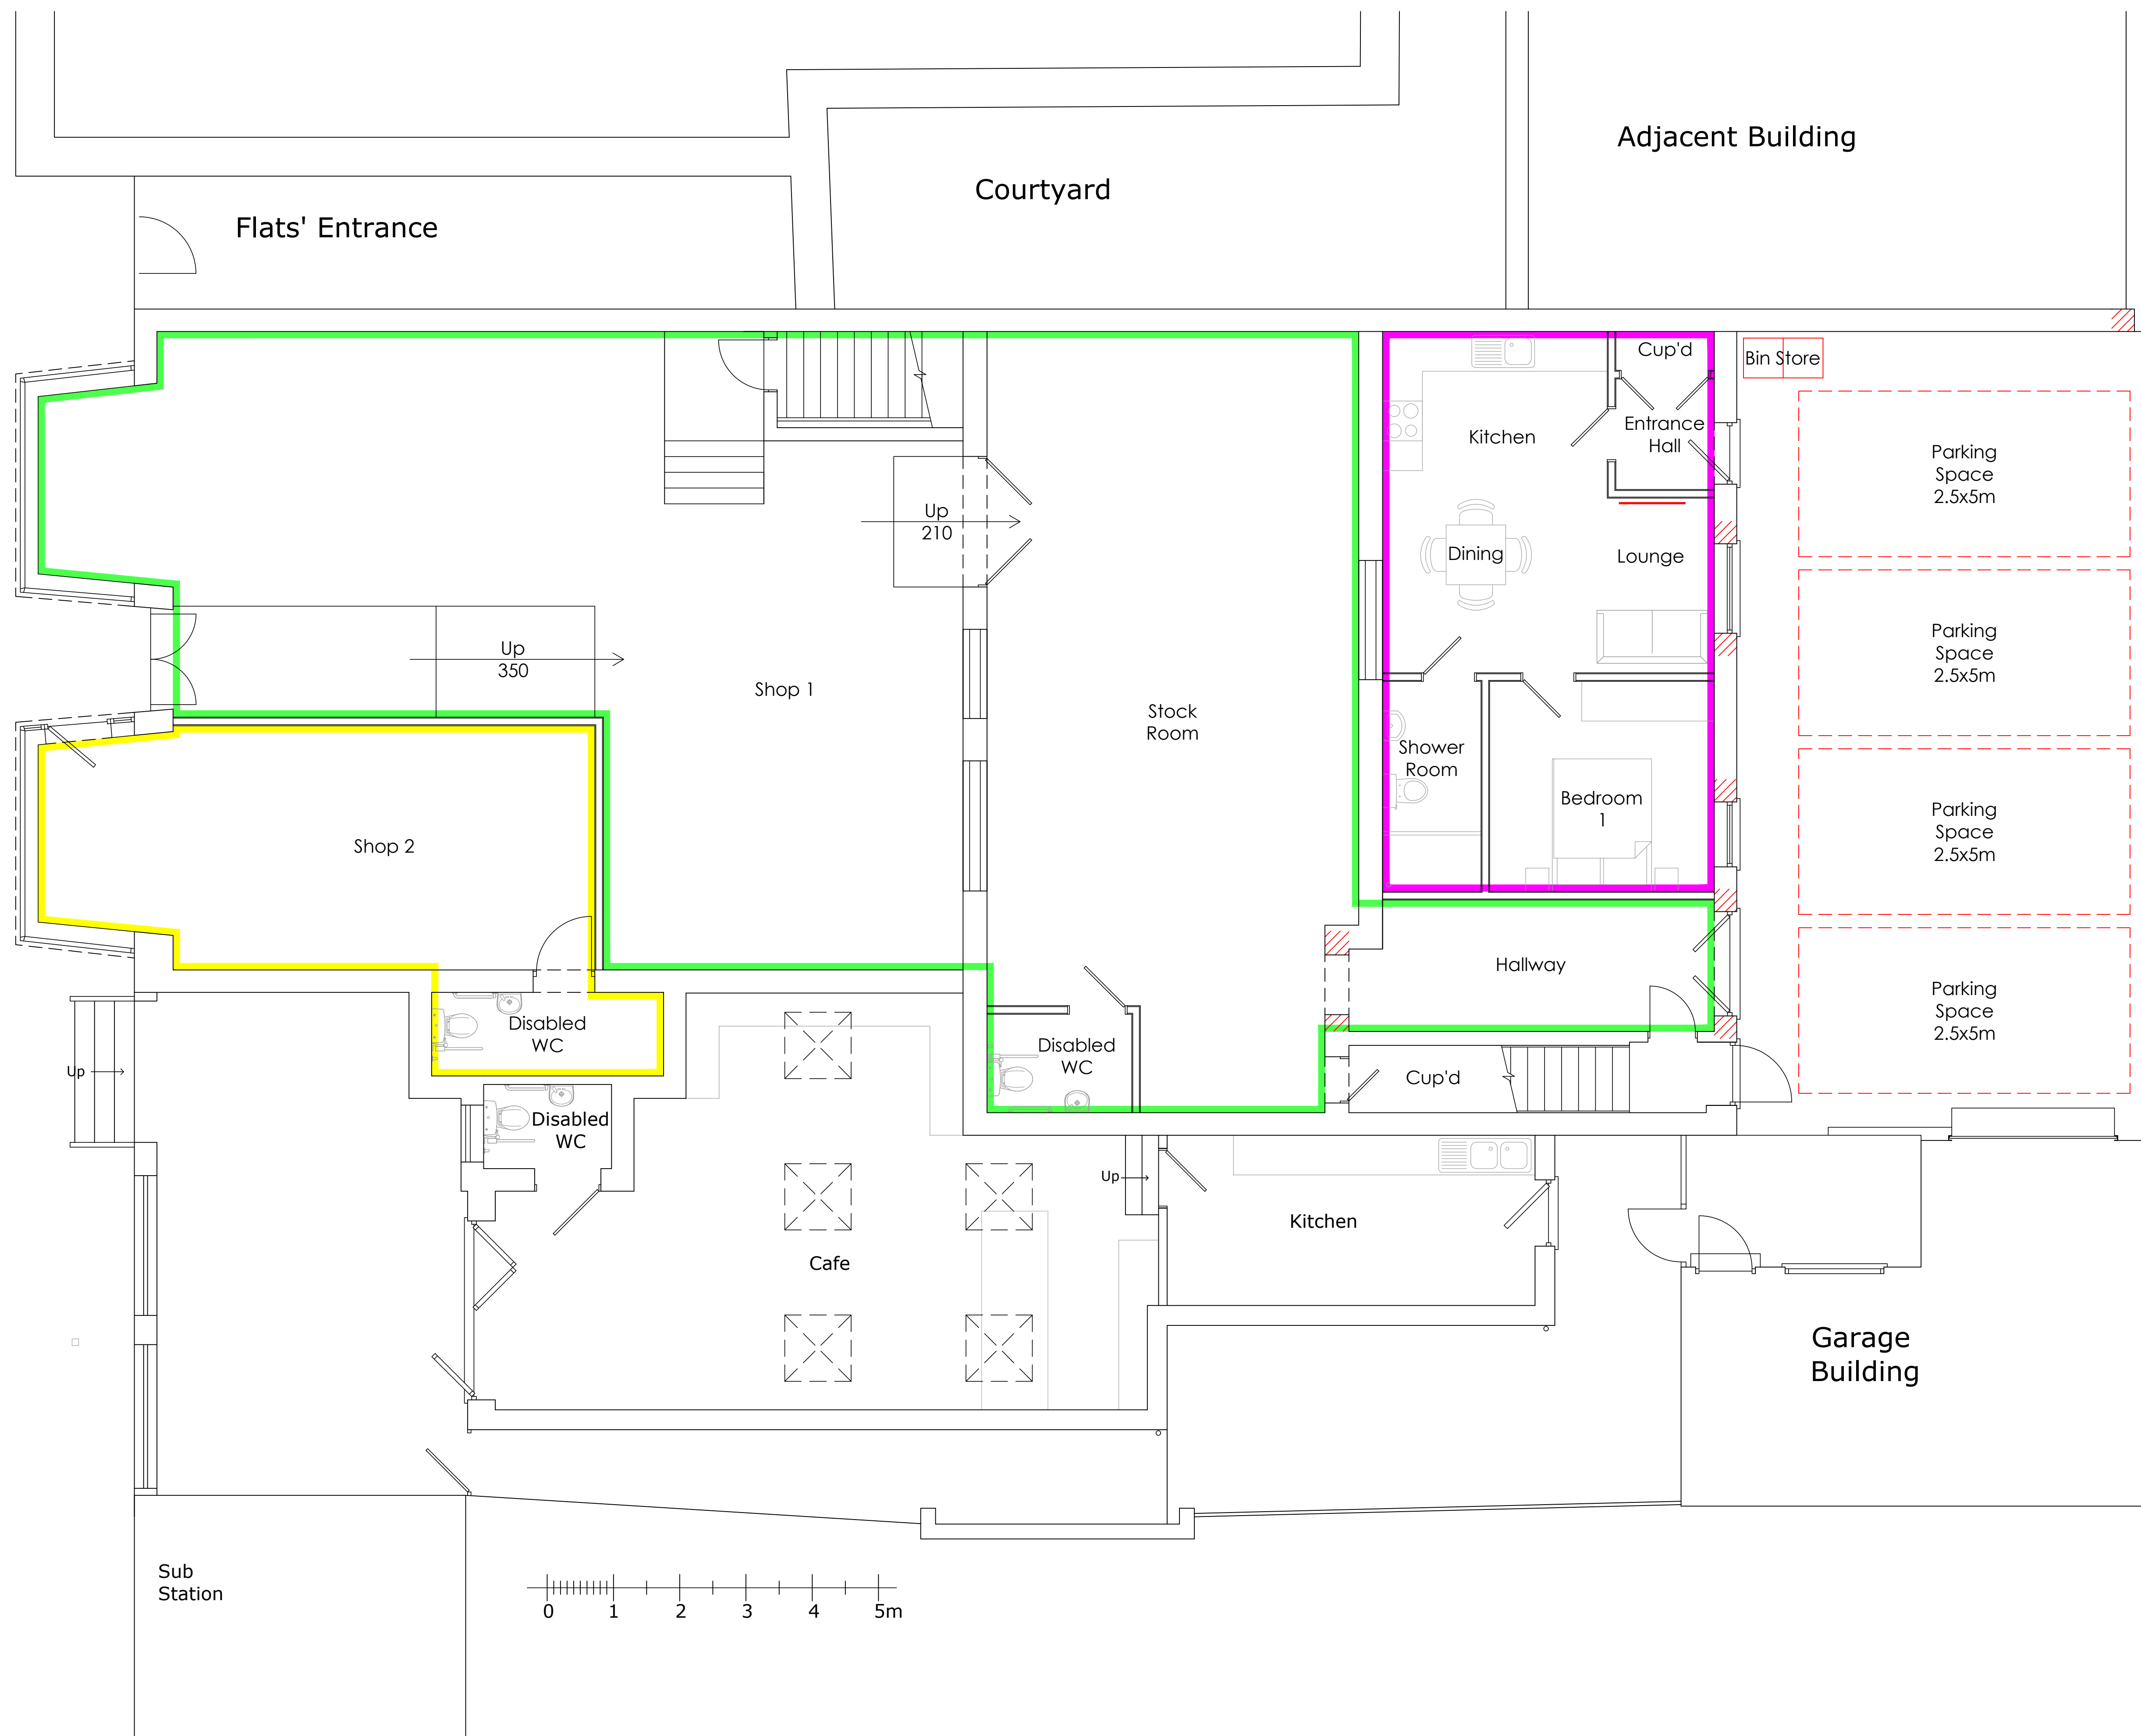 Adjacent Building
Courtyard
Flats' Entrance
Cup'd
Bin Store
Kitchen
Entrance
Hall
Parking
Space
2.5x5m
Up
210
Dining
Lounge
Up
350
Parking
Space
2.5x5m
Shop 1
Stock
Room
Shower
Room
Bedroom
1
Parking
Space
2.5x5m
Shop 2
Hallway
Parking
Space
2.5x5m
Disabled
WC
Disabled
WC
Up
Cup'd
Disabled
WC
Up
Kitchen
Cafe
Garage
Building
Sub
Station
0 1 2 3 4 5m